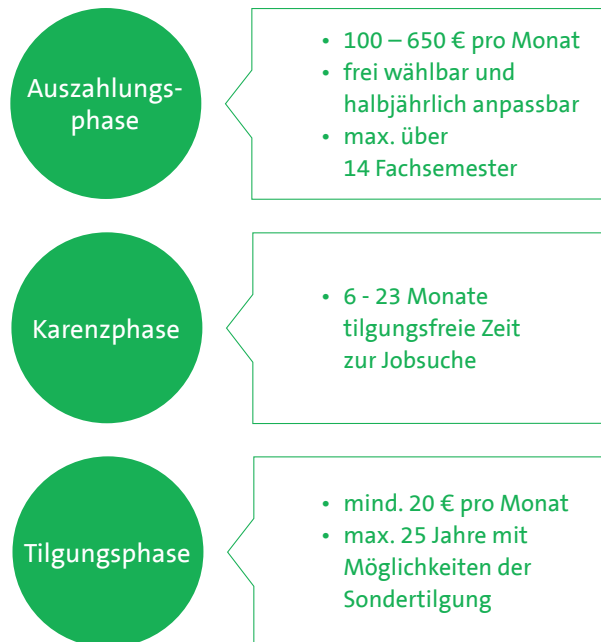 Auszahlungs-
phase
• 100 – 650 € pro Monat
• frei wählbar und
halbjährlich anpassbar
• max. über
14 Fachsemester
Karenzphase
• 6 - 23 Monate
tilgungsfreie Zeit
zur Jobsuche
Tilgungsphase
• mind. 20 € pro Monat
• max. 25 Jahre mit
Möglichkeiten der
Sondertilgung